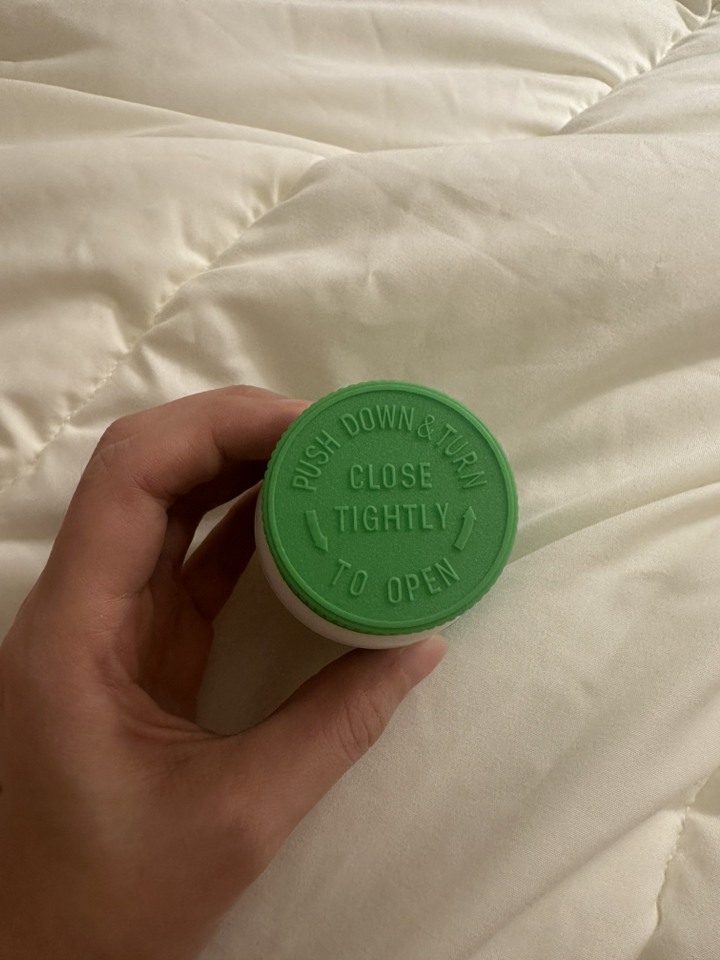 PUSH DOWN & TURN
CLOSE
TIGHTLY
TO OPEN